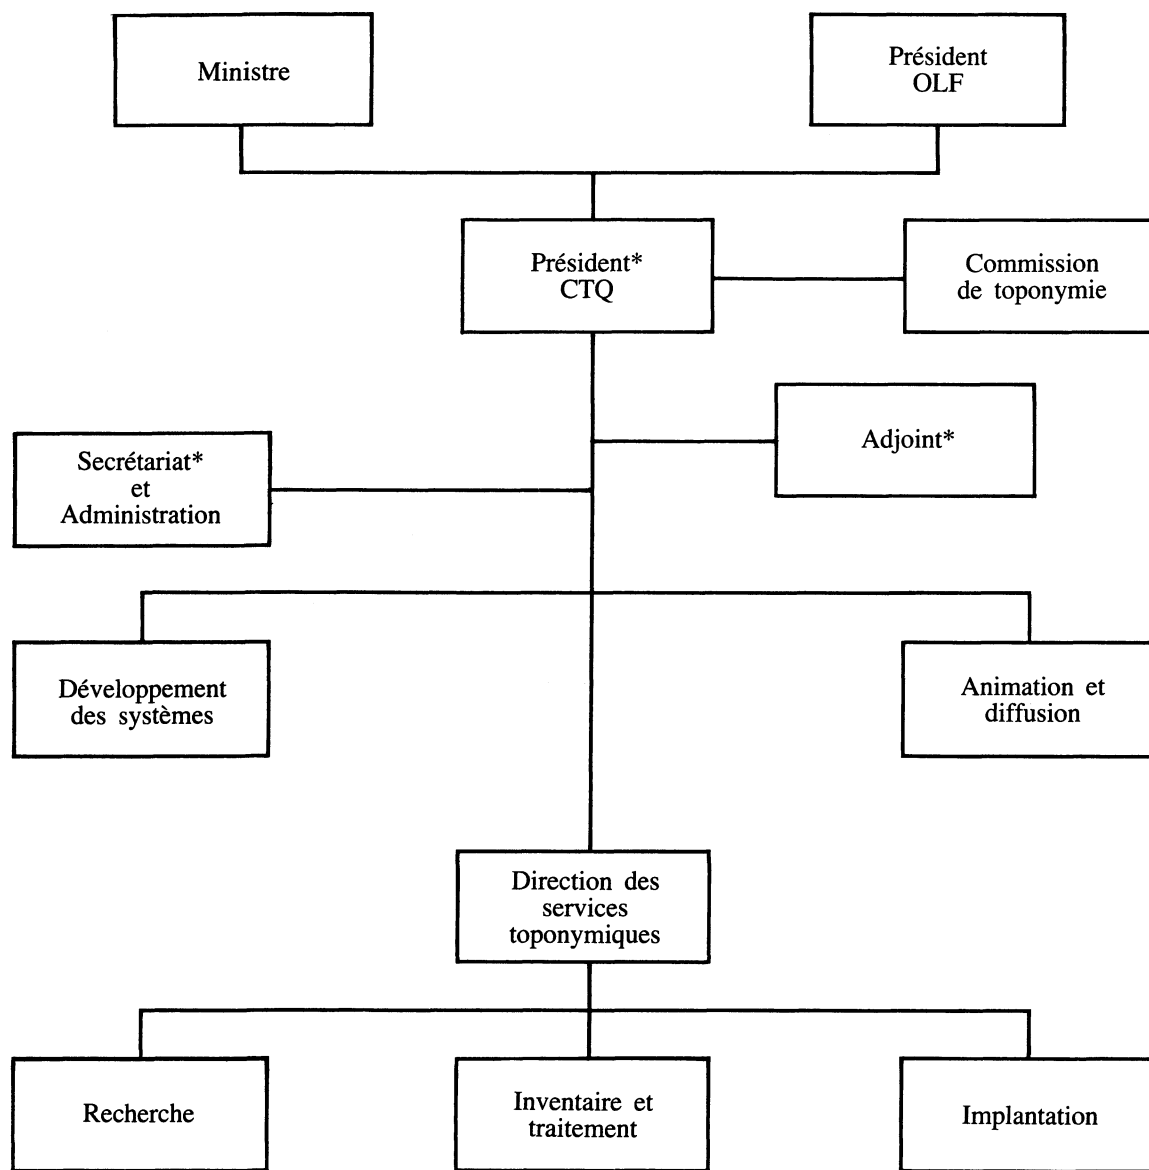 Ministre
Président
OLF
Président*
CTQ
Commission
de toponymie
Adjoint*
Secrétariat*
et
Administration
Développement
des systèmes
Animation et
diffusion
Direction des
services
toponymiques
Recherche
Inventaire et
traitement
Implantation